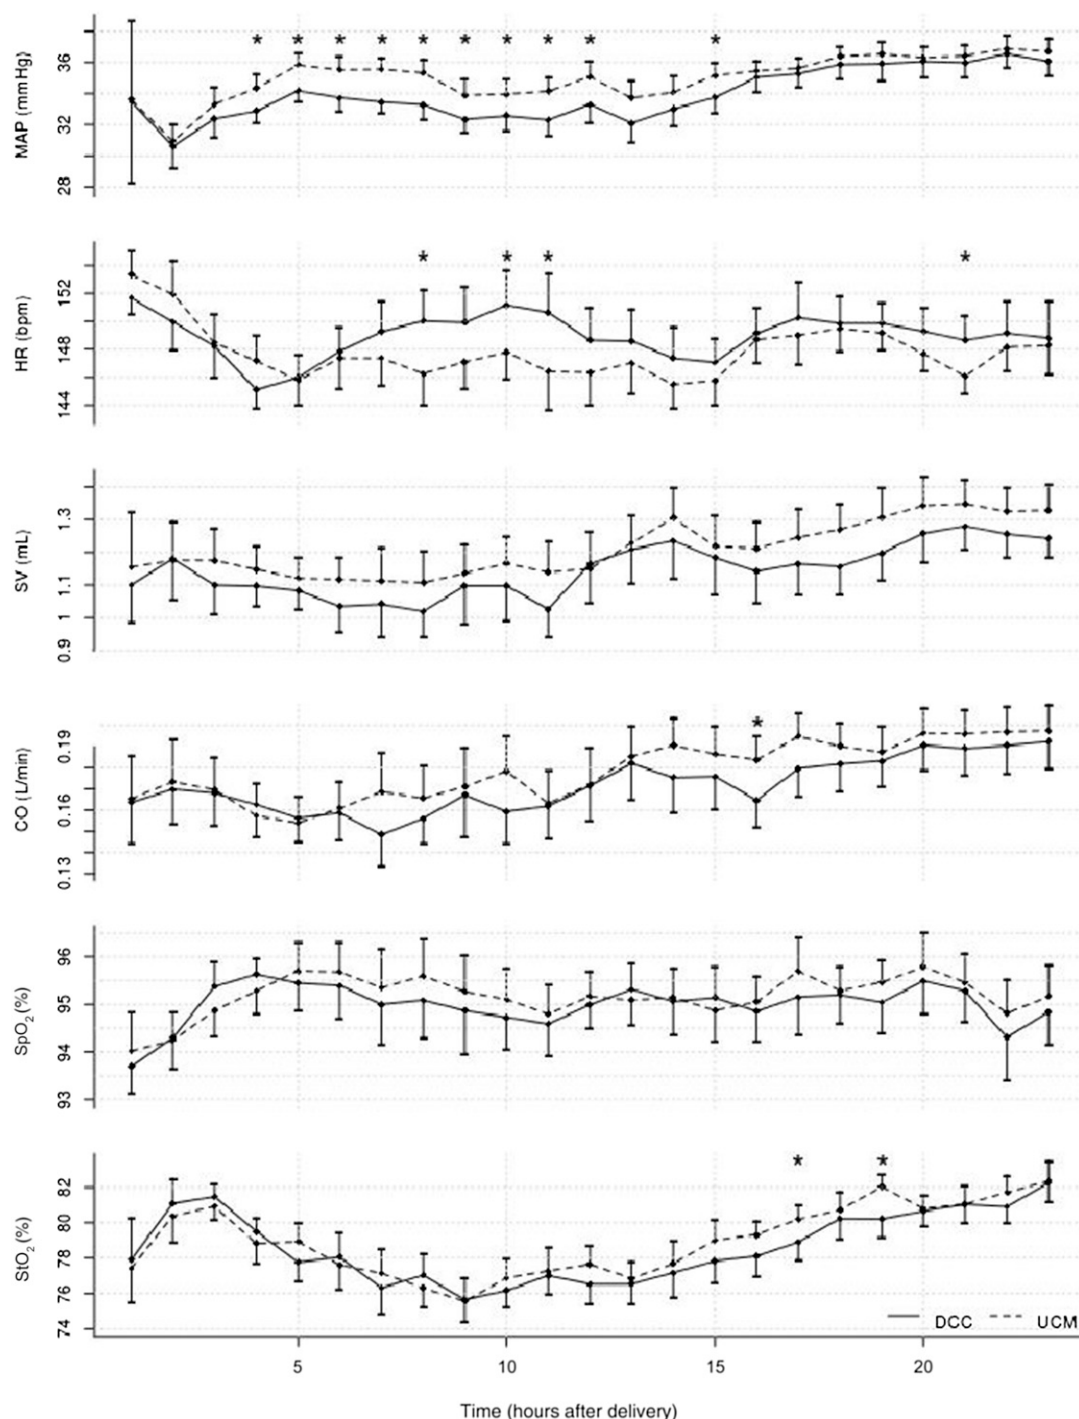 * * * * * * * * * *
36
32
28
MAP (mmHg)
* * * *
152
148
144
HR (bpm)
1.3
1.1
1
0.9
SV (mL)
*
0.19
0.16
0.13
CO (L/min)
96
95
94
93
SpO2 (%)
* *
82
80
78
76
74
StO2 (%)
DCC UCM
5 10 15 20
Time (hours after delivery)